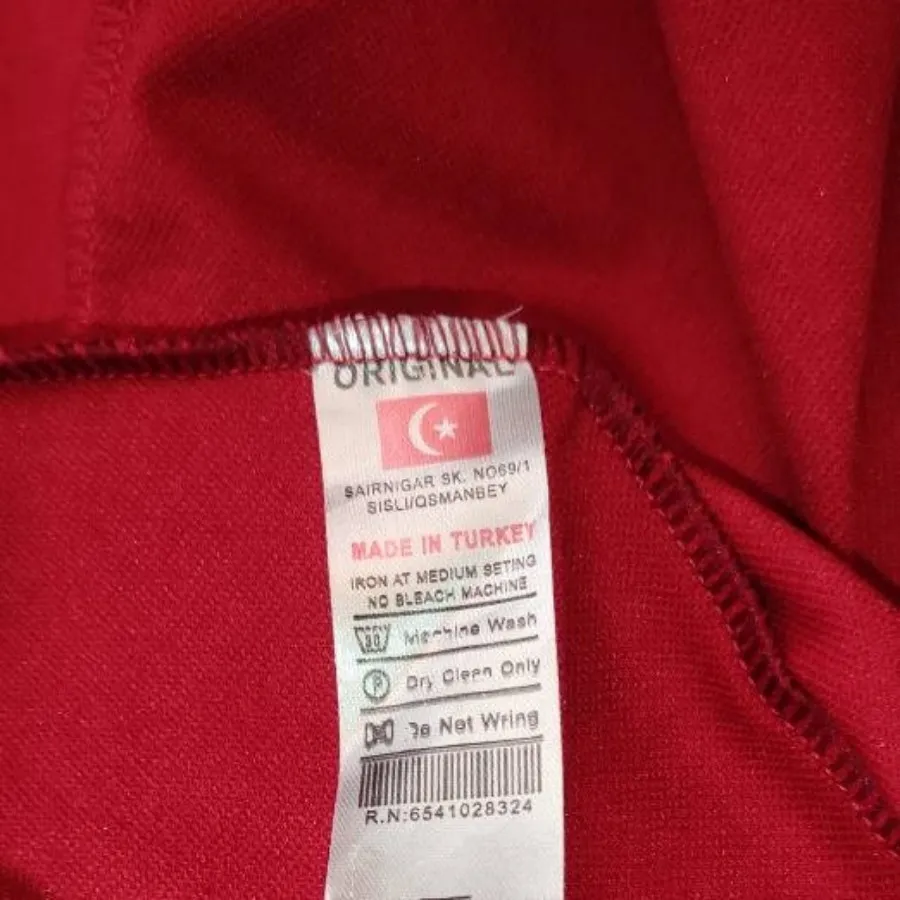 ORIGINAL
SAIRNIGAR SK. NO69/1
SISLI/OSMANBEY
MADE IN TURKEY
IRON AT MEDIUM SETING
NO BLEACH MACHINE
30 Machine Wash
P Dry Clean Only
Do Not Wring
R.N:6541028324